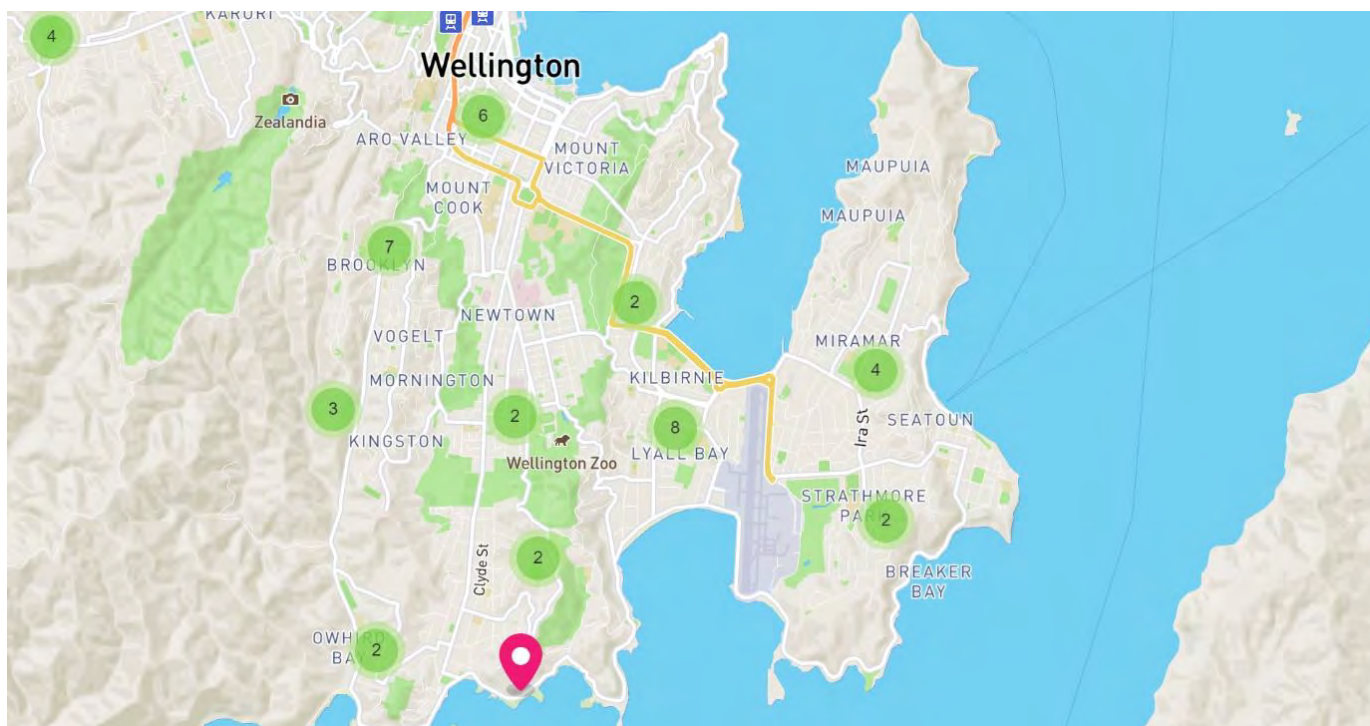 KARORI
4
Wellington
6
Zealandia
ARO VALLEY
MOUNT
VICTORIA
MAUPUIA
MOUNT
COOK
MAUPUIA
7
BROOKLYN
2
NEWTOWN
VOGELT
MIRAMAR
4
MORNINGTON
KILBIRNIE
3
2
8
Ira St
SEATOUN
KINGSTON
LYALL BAY
Wellington Zoo
STRATHMORE
PARK
2
Clyde St
2
BREAKER
BAY
OWHIRO
BAY
2